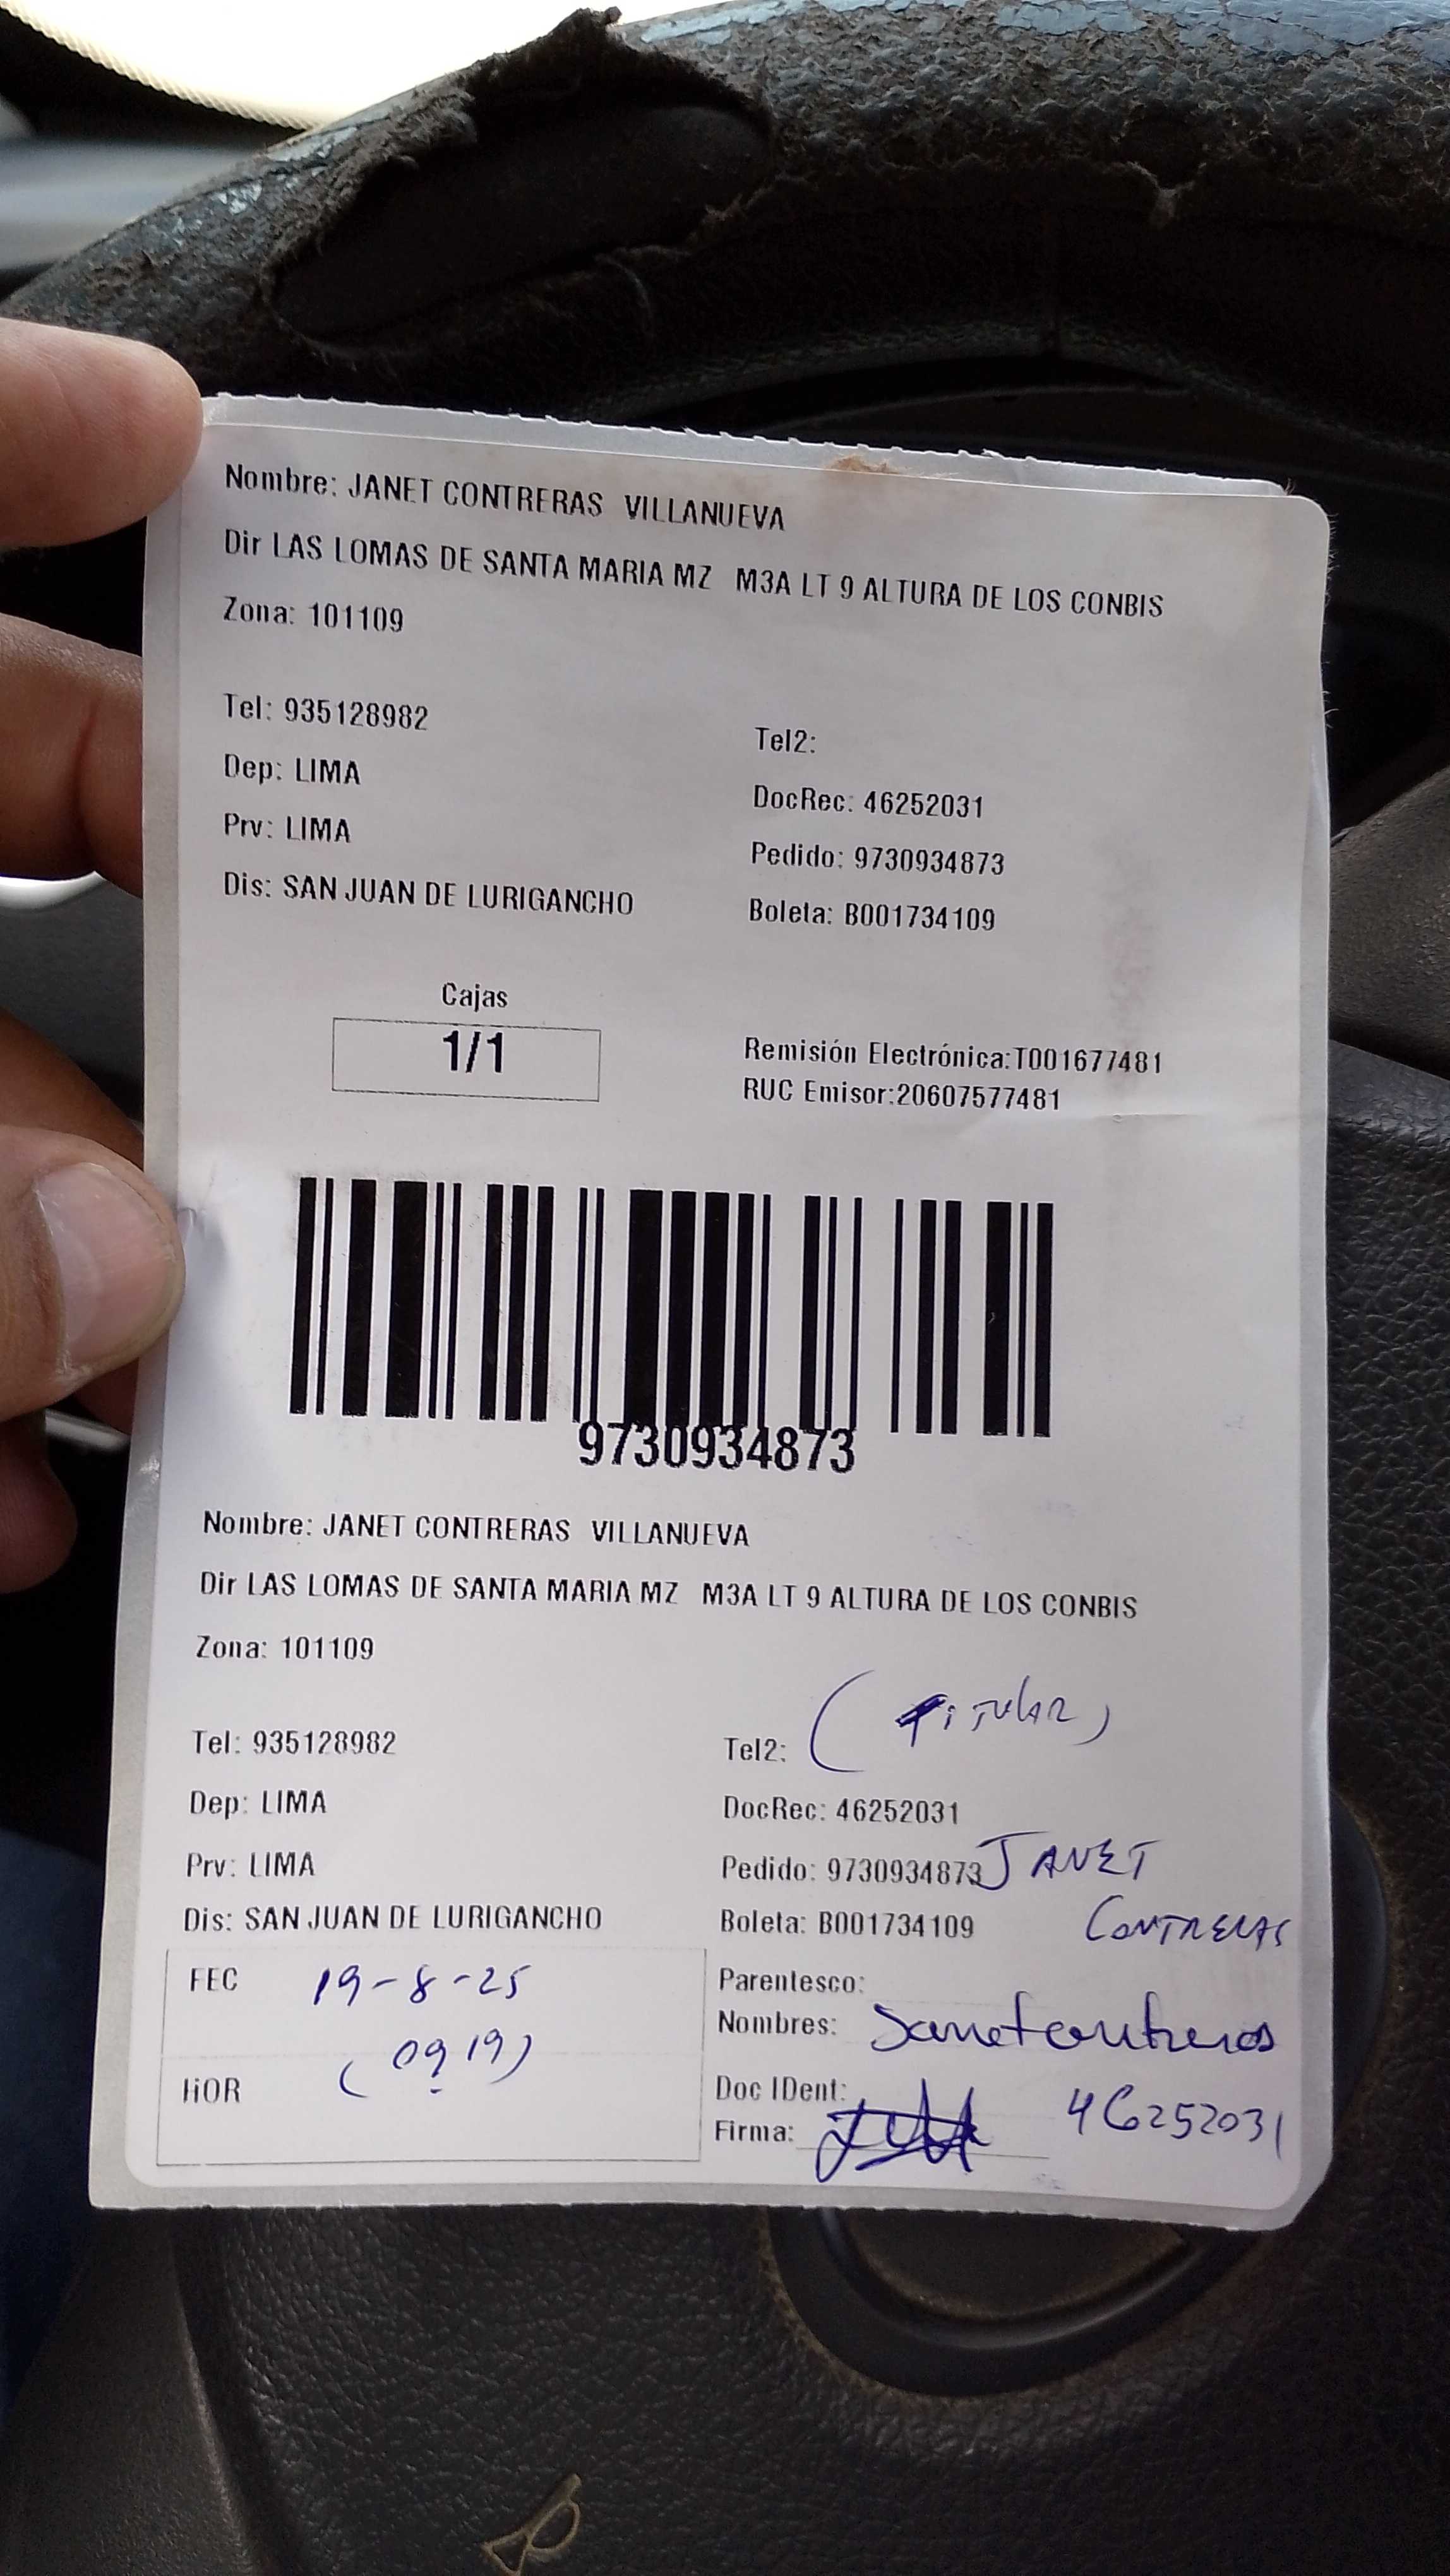 Nombre: JANET CONTRERAS VILLANUEVA
Dir LAS LOMAS DE SANTA MARIA MZ M3A LT 9 ALTURA DE LOS CONBIS
Zona: 101109
Tel: 935128982
Tel2:
Dep: LIMA
DocRec: 46252031
Prv: LIMA
Pedido: 9730934873
Dis: SAN JUAN DE LURIGANCHO
Boleta: B001734109
Cajas
1/1
Remisión Electrónica:T001677481
RUC Emisor:20607577481
9730934873
Nombre: JANET CONTRERAS VILLANUEVA
Dir LAS LOMAS DE SANTA MARIA MZ M3A LT 9 ALTURA DE LOS CONBIS
Zona: 101109
Tel: 935128982
Tel2: (TITULAR)
Dep: LIMA
DocRec: 46252031
Prv: LIMA
Pedido: 9730934873 JANET
Dis: SAN JUAN DE LURIGANCHO
Boleta: B001734109 CONTRERAS
FEC 19-8-25
Parentesco:
Nombres: Janet contreras
HOR (09:19)
Doc IDent: 46252031
Firma: